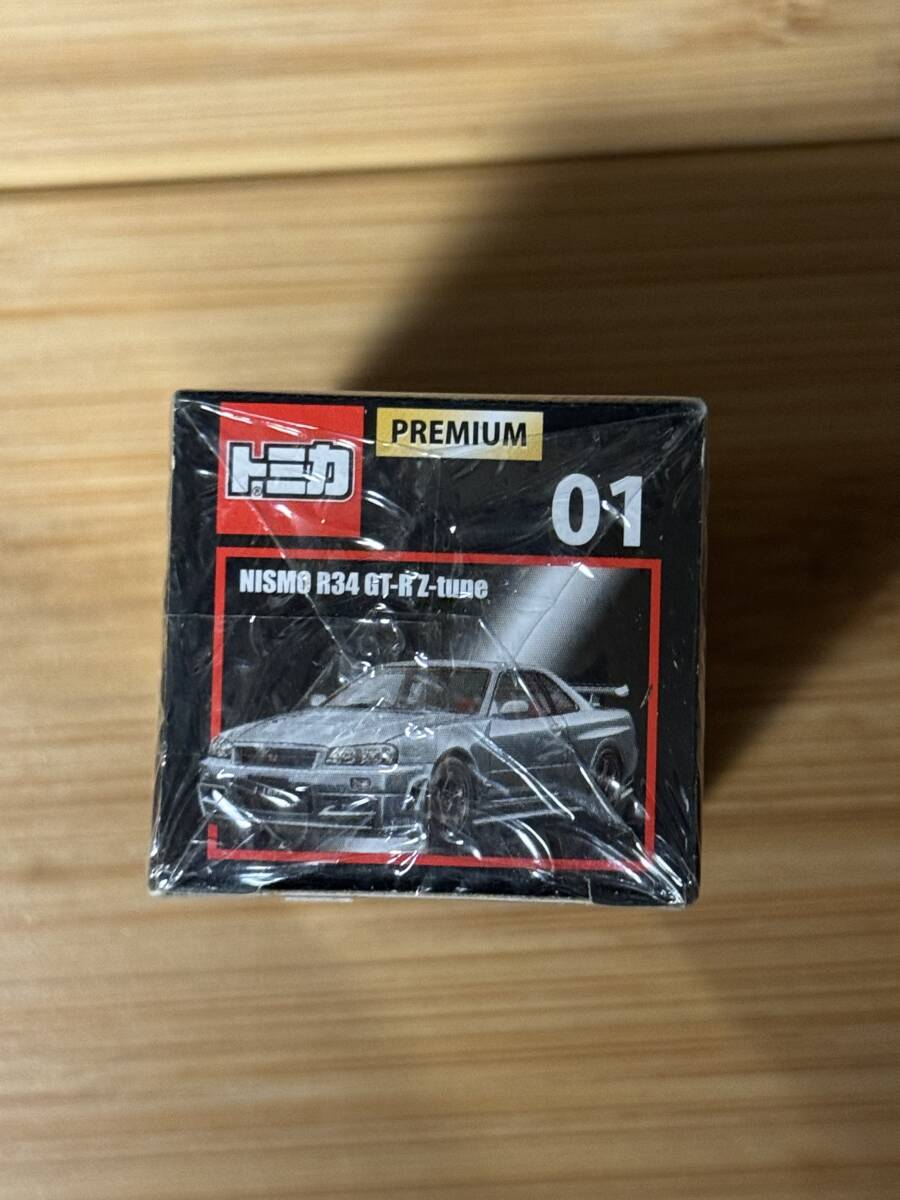 PREMIUM
トミカ
®
01
NISMO R34 GT-R Z-tune